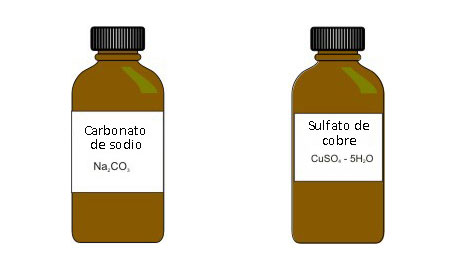 Carbonato
de sodio
Na₂CO₃
Sulfato de
cobre
CuSO₄ - 5H₂O